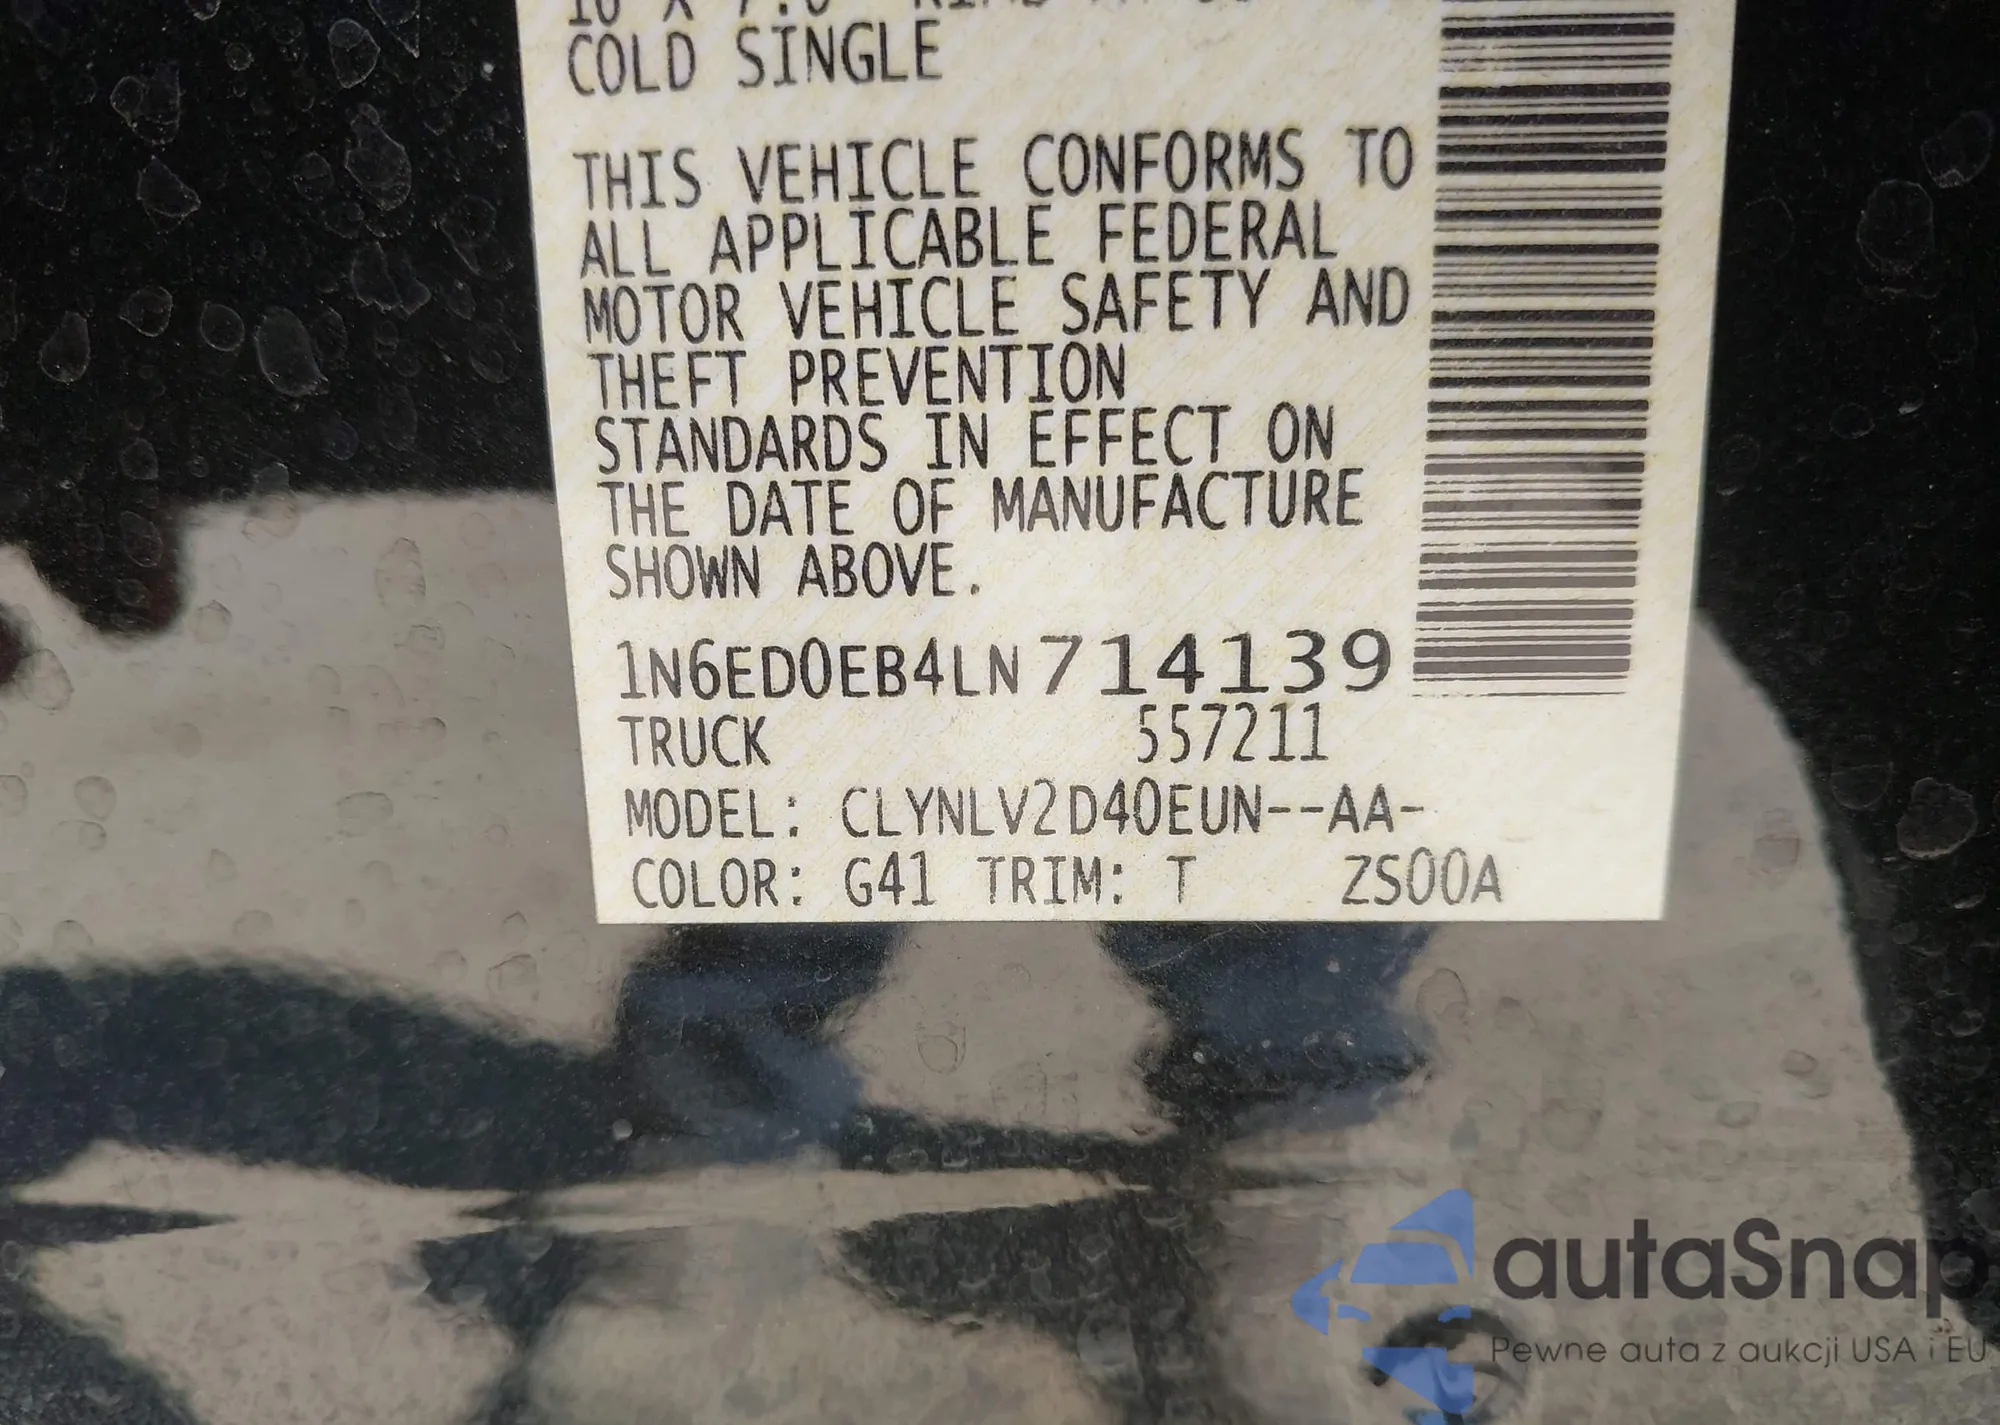 COLD SINGLE
THIS VEHICLE CONFORMS TO
ALL APPLICABLE FEDERAL
MOTOR VEHICLE SAFETY AND
THEFT PREVENTION
STANDARDS IN EFFECT ON
THE DATE OF MANUFACTURE
SHOWN ABOVE.
1N6ED0EB4LN714139
TRUCK 557211
MODEL: CLYNLV2D40EUN--AA-
COLOR: G41 TRIM: T ZS00A
autaSnap
Pewne auta z aukcji USA i EU